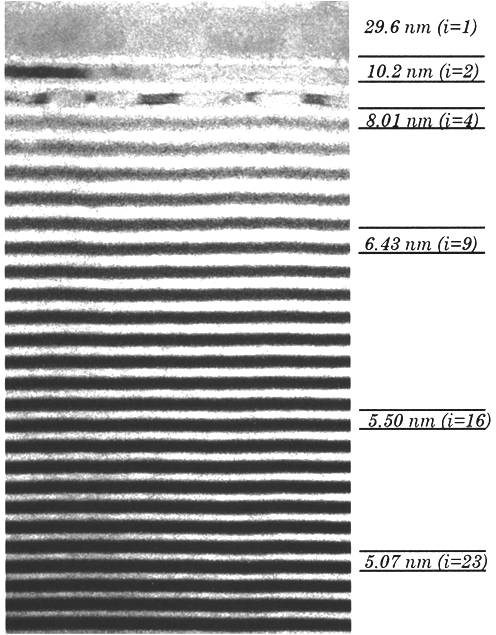 29.6 nm (i=1)
10.2 nm (i=2)
8.01 nm (i=4)
6.43 nm (i=9)
5.50 nm (i=16)
5.07 nm (i=23)